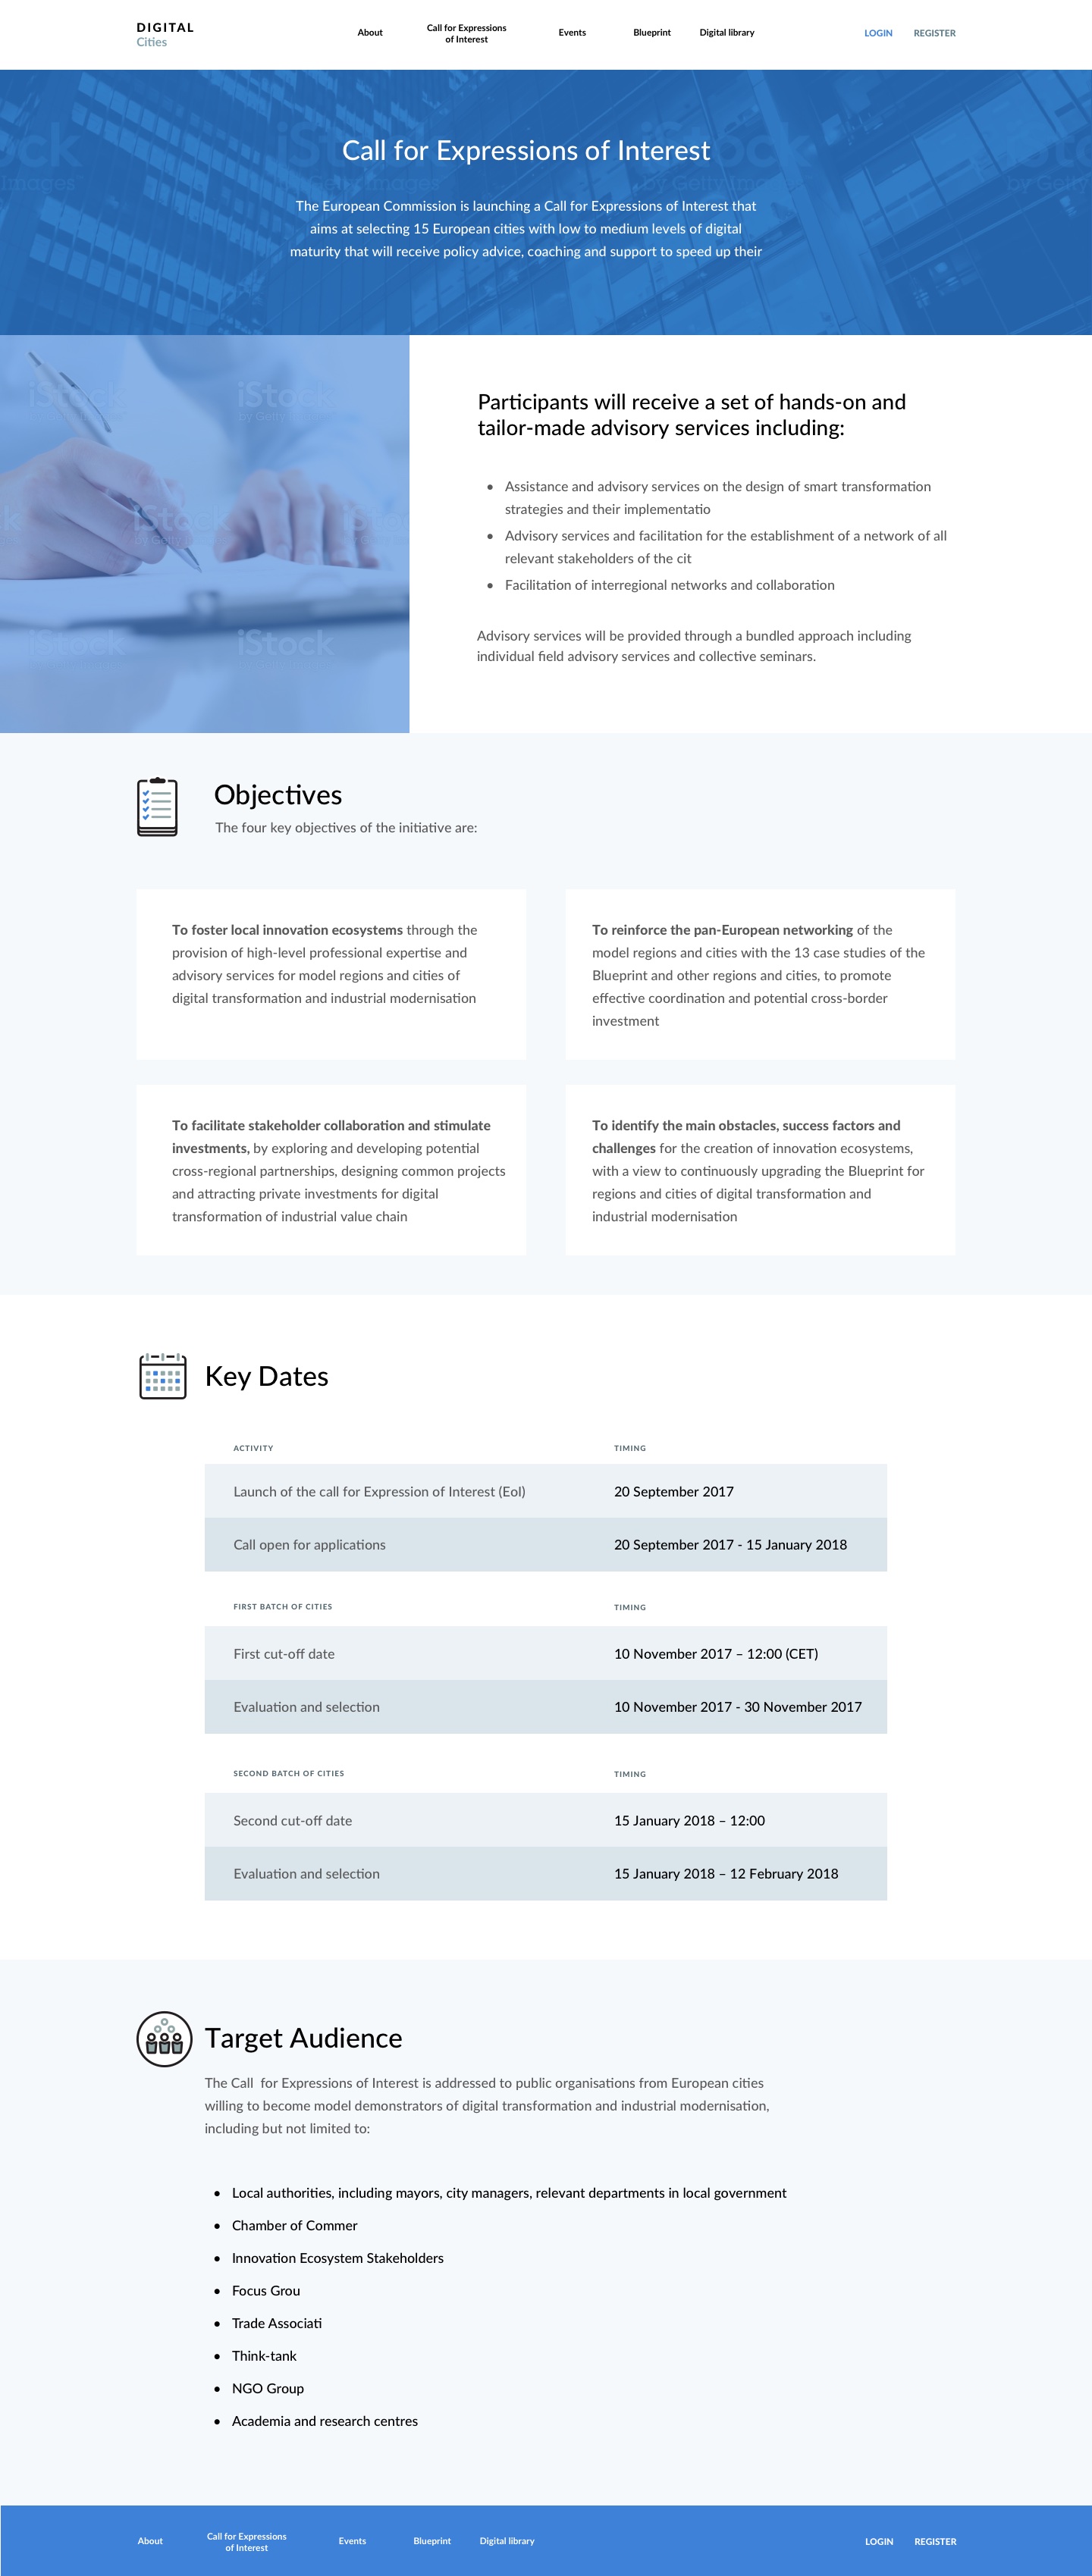 DIGITAL
Cities
About
Call for Expressions
of Interest
Events
Blueprint
Digital library
LOGIN
REGISTER
Call for Expressions of Interest
The European Commission is launching a Call for Expressions of Interest that
aims at selecting 15 European cities with low to medium levels of digital
maturity that will receive policy advice, coaching and support to speed up their
iStock
by Getty Images
Participants will receive a set of hands-on and
tailor-made advisory services including:
• Assistance and advisory services on the design of smart transformation
strategies and their implementatio
• Advisory services and facilitation for the establishment of a network of all
relevant stakeholders of the cit
• Facilitation of interregional networks and collaboration
Advisory services will be provided through a bundled approach including
individual field advisory services and collective seminars.
Objectives
The four key objectives of the initiative are:
To foster local innovation ecosystems through the
provision of high-level professional expertise and
advisory services for model regions and cities of
digital transformation and industrial modernisation
To reinforce the pan-European networking of the
model regions and cities with the 13 case studies of the
Blueprint and other regions and cities, to promote
effective coordination and potential cross-border
investment
To facilitate stakeholder collaboration and stimulate
investments, by exploring and developing potential
cross-regional partnerships, designing common projects
and attracting private investments for digital
transformation of industrial value chain
To identify the main obstacles, success factors and
challenges for the creation of innovation ecosystems,
with a view to continuously upgrading the Blueprint for
regions and cities of digital transformation and
industrial modernisation
Key Dates
ACTIVITY
TIMING
Launch of the call for Expression of Interest (EoI)
20 September 2017
Call open for applications
20 September 2017 - 15 January 2018
FIRST BATCH OF CITIES
TIMING
First cut-off date
10 November 2017 – 12:00 (CET)
Evaluation and selection
10 November 2017 - 30 November 2017
SECOND BATCH OF CITIES
TIMING
Second cut-off date
15 January 2018 – 12:00
Evaluation and selection
15 January 2018 – 12 February 2018
Target Audience
The Call  for Expressions of Interest is addressed to public organisations from European cities
willing to become model demonstrators of digital transformation and industrial modernisation,
including but not limited to:
• Local authorities, including mayors, city managers, relevant departments in local government
• Chamber of Commer
• Innovation Ecosystem Stakeholders
• Focus Grou
• Trade Associati
• Think-tank
• NGO Group
• Academia and research centres
About
Call for Expressions
of Interest
Events
Blueprint
Digital library
LOGIN
REGISTER